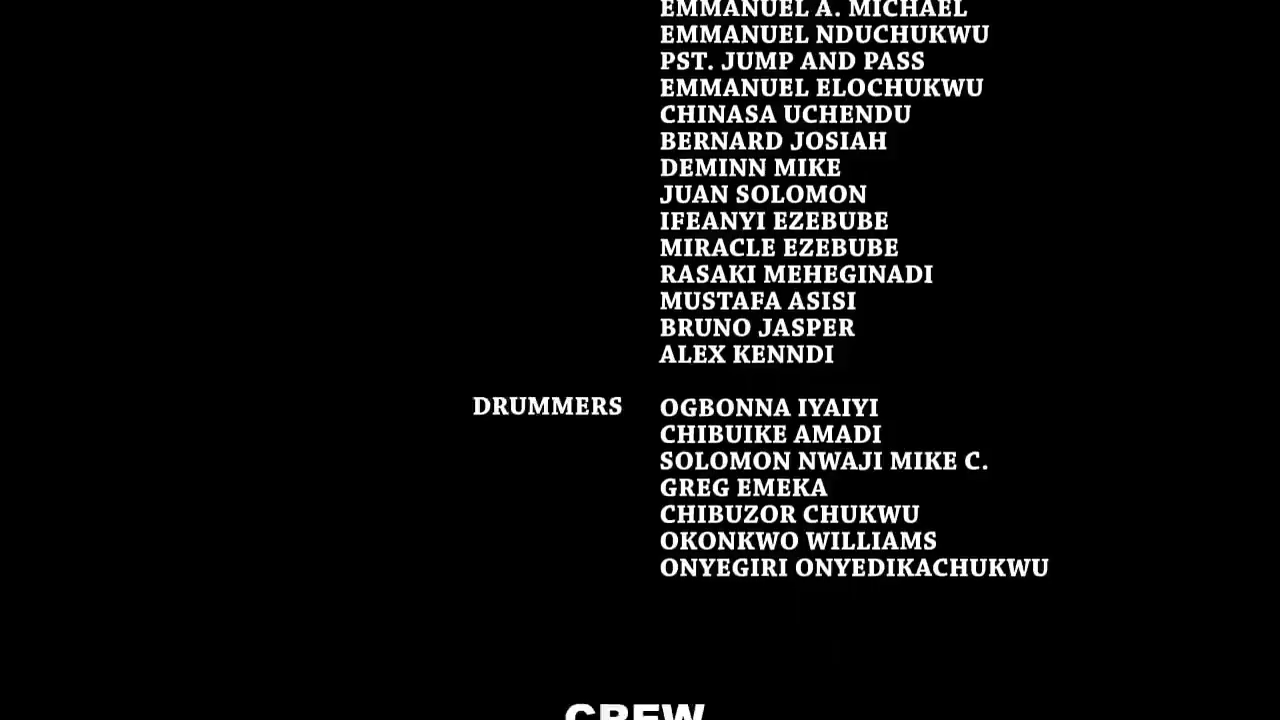 EMMANUEL A. MICHAEL
EMMANUEL NDUCHUKWU
PST. JUMP AND PASS
EMMANUEL ELOCHUKWU
CHINASA UCHENDU
BERNARD JOSIAH
DEMINN MIKE
JUAN SOLOMON
IFEANYI EZEBUBE
MIRACLE EZEBUBE
RASAKI MEHEGINADI
MUSTAFA ASISI
BRUNO JASPER
ALEX KENNDI
DRUMMERS OGBONNA IYAIYI
CHIBUIKE AMADI
SOLOMON NWAJI MIKE C.
GREG EMEKA
CHIBUZOR CHUKWU
OKONKWO WILLIAMS
ONYEGIRI ONYEDIKACHUKWU
CREW